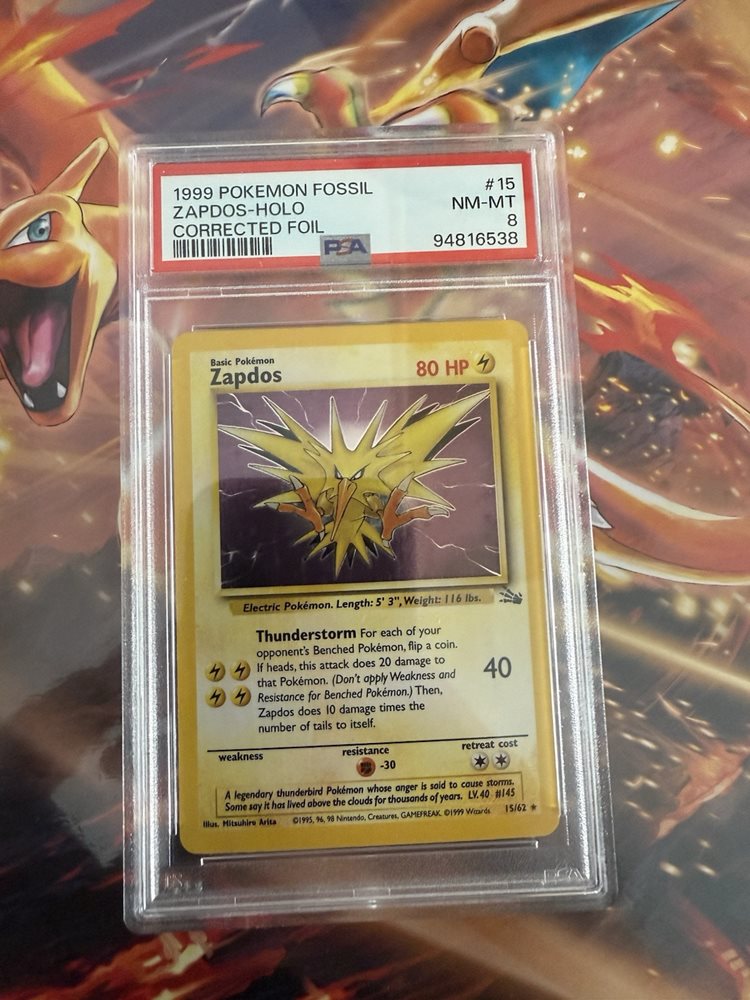 1999 POKEMON FOSSIL #15
ZAPDOS-HOLO NM-MT
CORRECTED FOIL 8
PSA 94816538
Basic Pokémon
Zapdos 80 HP
Electric Pokémon. Length: 5' 3", Weight: 116 lbs.
Thunderstorm For each of your
opponent's Benched Pokémon, flip a coin.
If heads, this attack does 20 damage to
that Pokémon. (Don't apply Weakness and 40
Resistance for Benched Pokémon.) Then,
Zapdos does 10 damage times the
number of tails to itself.
weakness resistance retreat cost
-30
A legendary thunderbird Pokémon whose anger is said to cause storms.
Some say it has lived above the clouds for thousands of years. LV. 40 #145
Illus. Mitsuhiro Arita ©1995, 96, 98 Nintendo, Creatures, GAMEFREAK. ©1999 Wizards. 15/62 ★